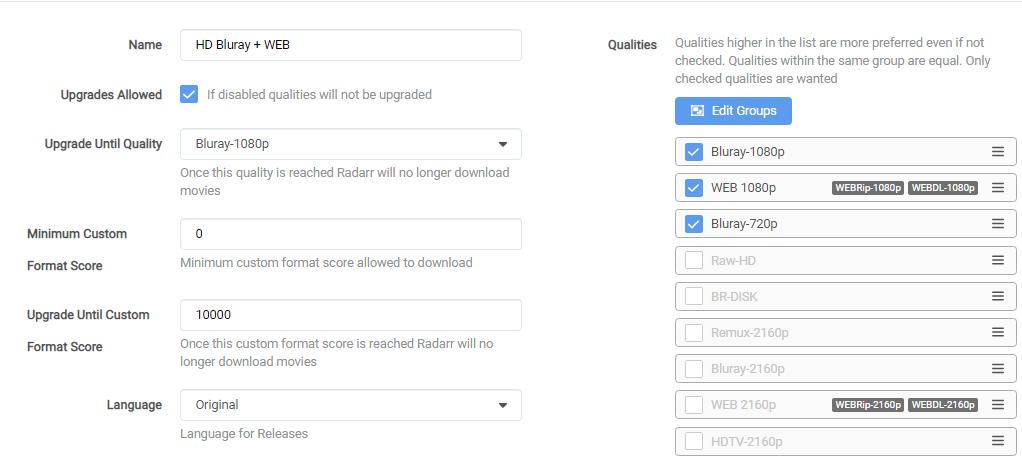 Name
HD Bluray + WEB
Upgrades Allowed
If disabled qualities will not be upgraded
Upgrade Until Quality
Bluray-1080p
Once this quality is reached Radarr will no longer download
movies
Minimum Custom
Format Score
0
Minimum custom format score allowed to download
Upgrade Until Custom
Format Score
10000
Once this custom format score is reached Radarr will no
longer download movies
Language
Original
Language for Releases
Qualities
Qualities higher in the list are more preferred even if not
checked. Qualities within the same group are equal. Only
checked qualities are wanted
Edit Groups
Bluray-1080p
WEB 1080p WEBRip-1080p WEBDL-1080p
Bluray-720p
Raw-HD
BR-DISK
Remux-2160p
Bluray-2160p
WEB 2160p WEBRip-2160p WEBDL-2160p
HDTV-2160p